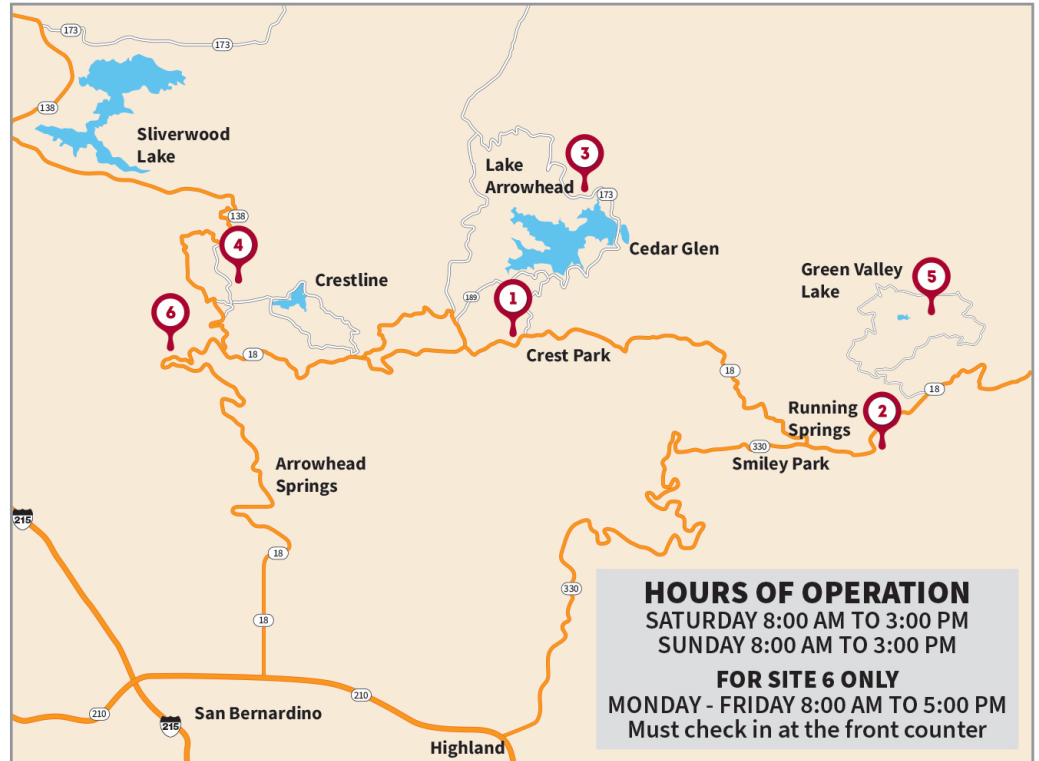 173
173
138
Sliverwood
Lake
138
4
Crestline
6
18
Lake
Arrowhead
3
173
Cedar Glen
189
1
Crest Park
Green Valley
Lake
5
18
18
Running
Springs
2
330
Smiley Park
Arrowhead
Springs
215
18
18
330
210
210
215
San Bernardino
Highland
HOURS OF OPERATION
SATURDAY 8:00 AM TO 3:00 PM
SUNDAY 8:00 AM TO 3:00 PM
FOR SITE 6 ONLY
MONDAY - FRIDAY 8:00 AM TO 5:00 PM
Must check in at the front counter